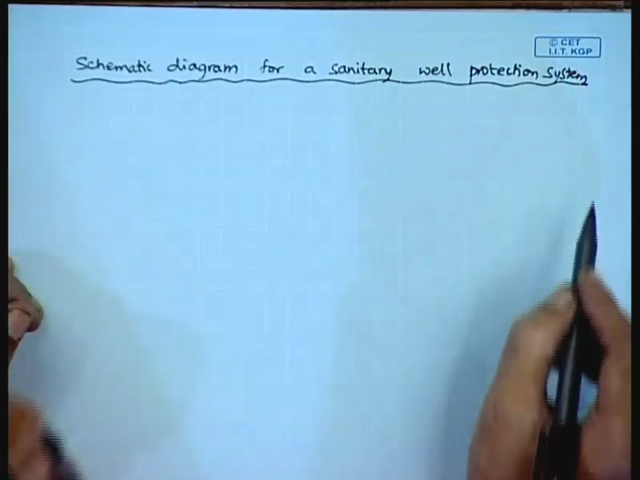 © CET
I.I.T. KGP
Schematic diagram for a sanitary well protection system